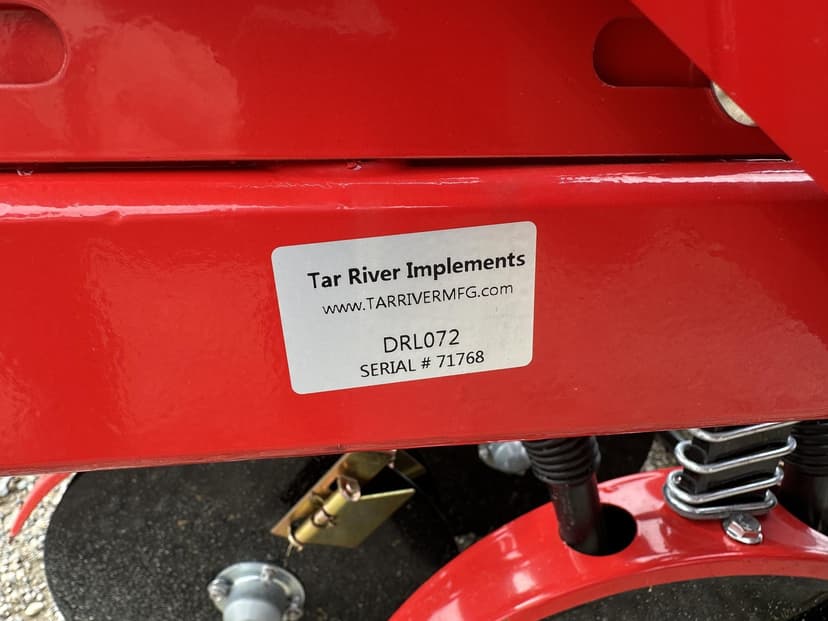 Tar River Implements
www.TARRIVERMFG.com
DRL072
SERIAL # 71768